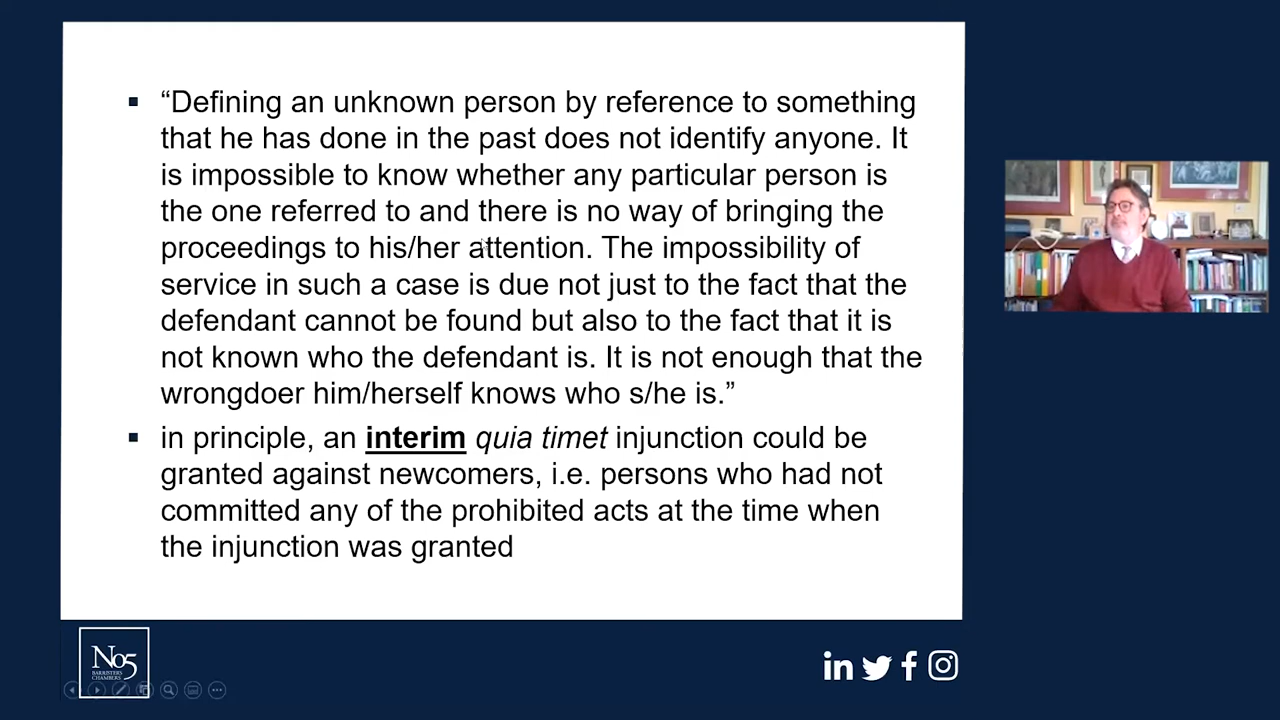 “Defining an unknown person by reference to something
that he has done in the past does not identify anyone. It
is impossible to know whether any particular person is
the one referred to and there is no way of bringing the
proceedings to his/her attention. The impossibility of
service in such a case is due not just to the fact that the
defendant cannot be found but also to the fact that it is
not known who the defendant is. It is not enough that the
wrongdoer him/herself knows who s/he is.”
in principle, an interim quia timet injunction could be
granted against newcomers, i.e. persons who had not
committed any of the prohibited acts at the time when
the injunction was granted
No5
BARRISTERS
CHAMBERS
in